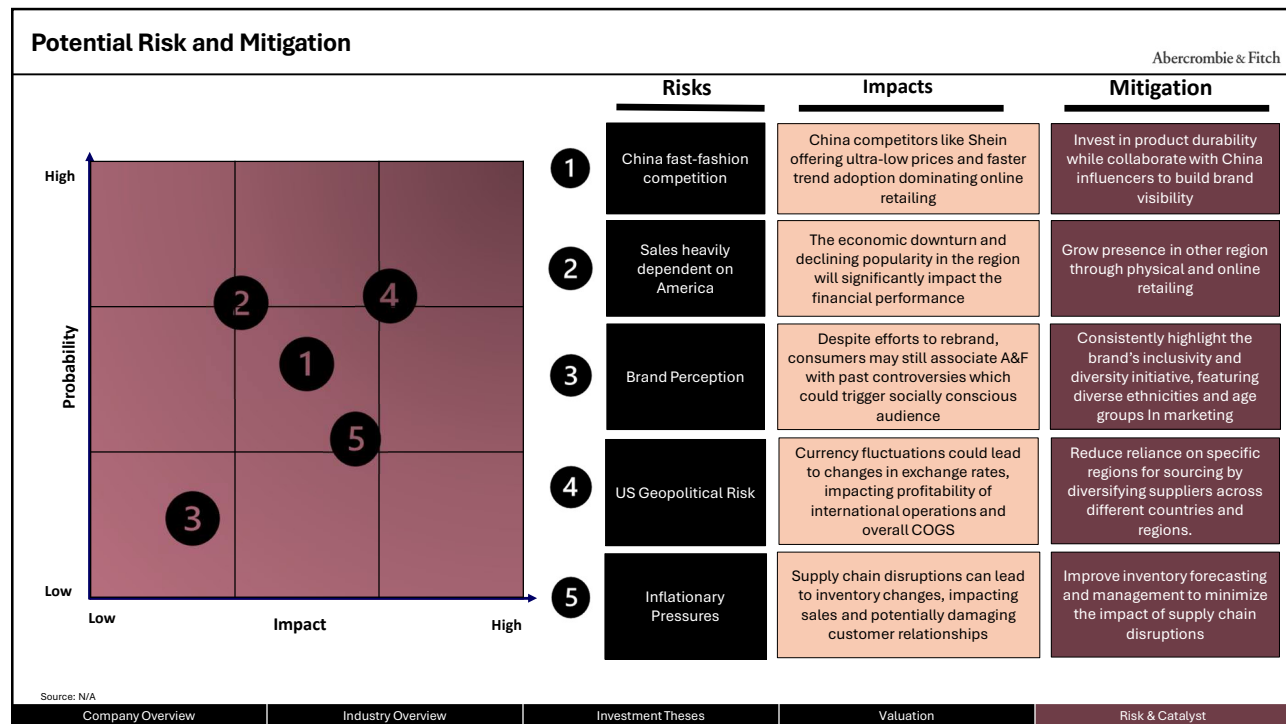 Potential Risk and Mitigation
Abercrombie & Fitch
High
Probability
Low
Low
Impact
High
2
4
1
5
3
Risks
Impacts
Mitigation
1
China fast-fashion
competition
China competitors like Shein
offering ultra-low prices and faster
trend adoption dominating online
retailing
Invest in product durability
while collaborate with China
influencers to build brand
visibility
2
Sales heavily
dependent on
America
The economic downturn and
declining popularity in the region
will significantly impact the
financial performance
Grow presence in other region
through physical and online
retailing
3
Brand Perception
Despite efforts to rebrand,
consumers may still associate A&F
with past controversies which
could trigger socially conscious
audience
Consistently highlight the
brand's inclusivity and
diversity initiative, featuring
diverse ethnicities and age
groups In marketing
4
US Geopolitical Risk
Currency fluctuations could lead
to changes in exchange rates,
impacting profitability of
international operations and
overall COGS
Reduce reliance on specific
regions for sourcing by
diversifying suppliers across
different countries and
regions.
5
Inflationary
Pressures
Supply chain disruptions can lead
to inventory changes, impacting
sales and potentially damaging
customer relationships
Improve inventory forecasting
and management to minimize
the impact of supply chain
disruptions
Source: N/A
Company Overview
Industry Overview
Investment Theses
Valuation
Risk & Catalyst